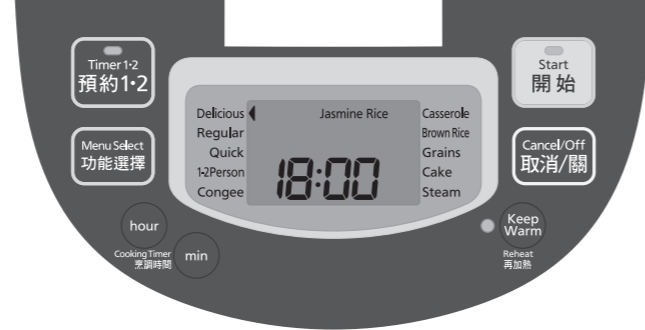 Timer 1•2
預約1•2
Menu Select
功能選擇
hour
Cooking Timer
烹調時間
min
Delicious
Regular
Quick
1-2Person
Congee
Jasmine Rice
18:00
Casserole
Brown Rice
Grains
Cake
Steam
Start
開始
Cancel/Off
取消/關
Keep
Warm
Reheat
再加熱